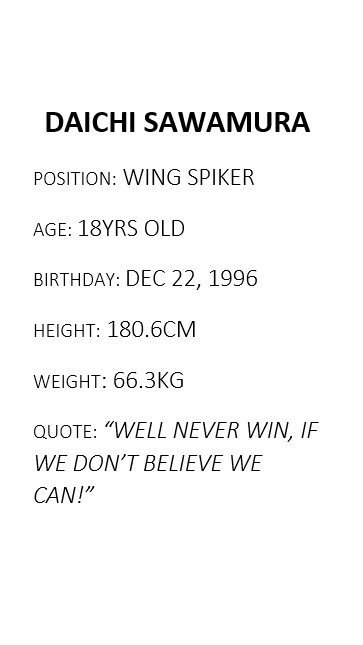 DAICHI SAWAMURA
POSITION: WING SPIKER
AGE: 18YRS OLD
BIRTHDAY: DEC 22, 1996
HEIGHT: 180.6CM
WEIGHT: 66.3KG
QUOTE: “WELL NEVER WIN, IF
WE DON’T BELIEVE WE
CAN!”